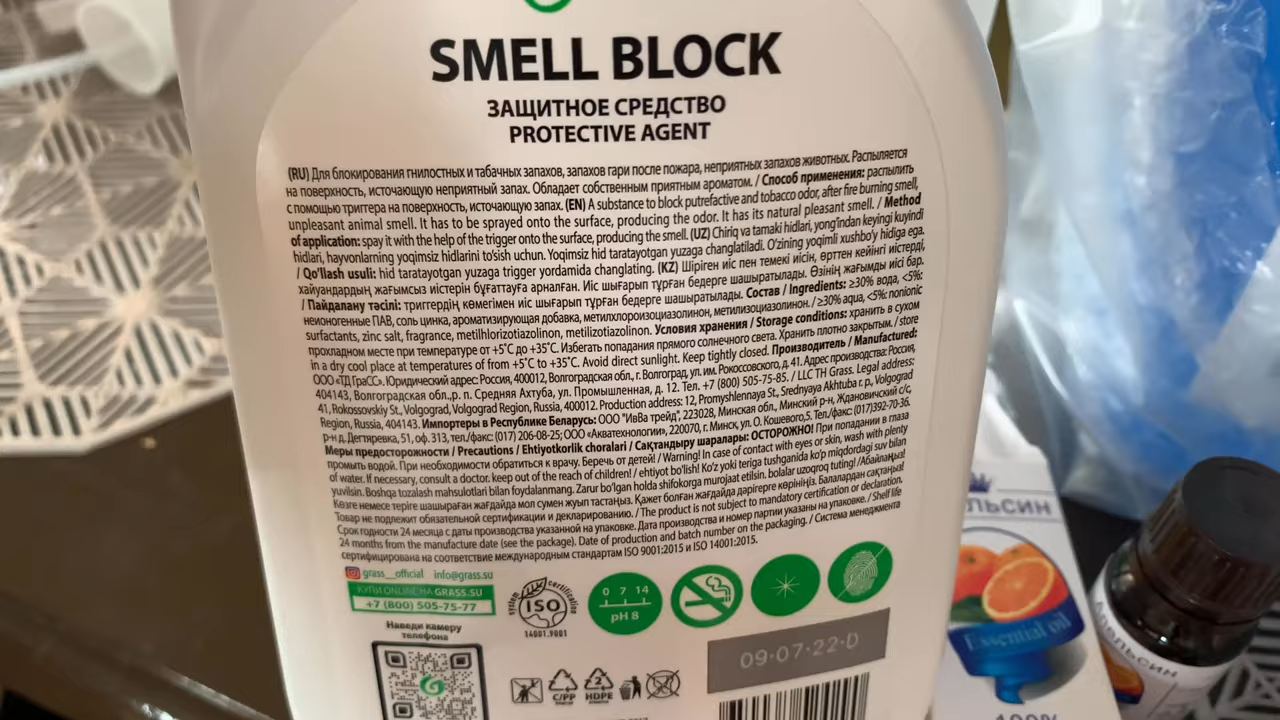 SMELL BLOCK
ЗАЩИТНОЕ СРЕДСТВО
PROTECTIVE AGENT
(RU) Для блокирования гнилостных и табачных запахов, запахов гари после пожара, неприятных запахов животных. Распыляется
на поверхность, источающую неприятный запах. Обладает собственным приятным ароматом. / Способ применения: распылить
с помощью триггера на поверхность, источающую запах. (EN) A substance to block putrefactive and tobacco odor, after fire burning smell,
unpleasant animal smell. It has to be sprayed onto the surface, producing the odor. It has its natural pleasant smell. / Method
of application: spay it with the help of the trigger onto the surface, producing the smell. (UZ) Chiriq va tamaki hidlari, yong'indan keyingi kuyindi
hidlari, hayvonlarning yoqimsiz hidlarini to'sish uchun. Yoqimsiz hid taratayotgan yuzaga changlatiladi. O'zining yoqimli xushbo'y hidiga ega.
/ Qo'llash usuli: hid taratayotgan yuzaga trigger yordamida changlating. (KZ) Шіріген иіс пен темекі иісін, өрттен кейінгі иістерді,
хайуандардың жағымсыз иістерін бұғаттауға арналған. Иіс шығарып тұрған бедерге шашыратылады. Өзінің жағымды иісі бар.
/ Пайдалану тәсілі: триггердің көмегімен иіс шығарып тұрған бедерге шашыратылады. Состав / Ingredients: ≥30% вода, <5%:
неионогенные ПАВ, соль цинка, ароматизирующая добавка, метилхлороизоциазолинон, метилизоциазолинон. / ≥30% aqua, <5%: nonionic
surfactants, zinc salt, fragrance, metilhlorizotiazolinon, metilizotiazolinon. Условия хранения / Storage conditions: хранить в сухом
прохладном месте при температуре от +5˚C до +35˚C. Избегать попадания прямого солнечного света. Хранить плотно закрытым. / store
in a dry cool place at temperatures of from +5˚C to +35˚C. Avoid direct sunlight. Keep tightly closed. Производитель / Manufactured:
ООО «ТД ГраСС». Юридический адрес: Россия, 400012, Волгоградская обл., г. Волгоград, ул. им. Рокоссовского, д. 41. Адрес производства: Россия,
404143, Волгоградская обл., р. п. Средняя Ахтуба, ул. Промышленная, д. 12. Тел. +7 (800) 505-75-85. / LLC TH Grass. Legal address:
41, Rokossovskiy St., Volgograd, Volgograd Region, Russia, 400012. Production address: 12, Promyshlennaya St., Srednyaya Akhtuba r. p., Volgograd
Region, Russia, 404143. Импортеры в Республике Беларусь: ООО "ИвВа трейд", 223028, Минская обл., Минский р-н, Ждановичский с/с,
р-н д. Дегтяревка, 51, оф. 313, тел./факс: (017) 206-08-25; ООО «Акватехнологии», 220070, г. Минск, ул. О. Кошевого,5. Тел./факс: (017)392-70-36.
Меры предосторожности / Precautions / Ehtiyotkorlik choralari / Сақтандыру шаралары: ОСТОРОЖНО! При попадании в глаза
промыть водой. При необходимости обратиться к врачу. Беречь от детей! / Warning! In case of contact with eyes or skin, wash with plenty
of water. If necessary, consult a doctor. keep out of the reach of children! / ehtiyot bo'lish! Ko'z yoki teriga tushganida ko'p miqdordagi suv bilan
yuvilsin. Boshqa tozalash mahsulotlari bilan foydalanmang. Zarur bo'lgan holda shifokorga murojaat etilsin. bolalar uzoqroq tuting! / Абайлаңыз!
Көзге немесе теріге шашыраған жағдайда мол сумен жуып тастаңыз. Қажет болған жағдайда дәрігерге көрініңіз. Балалардан сақтаңыз!
Товар не подлежит обязательной сертификации и декларированию. / The product is not subject to mandatory certification or declaration.
Срок годности 24 месяца с даты производства указанной на упаковке. Дата производства и номер партии указаны на упаковке. / Shelf life
24 months from the manufacture date (see the package). Date of production and batch number on the packaging. / Система менеджмента
сертифицирована на соответствие международным стандартам ISO 9001:2015 и ISO 14001:2015.
grass__official info@grass.su
КУПИ ONLINE НА GRASS.SU
+7 (800) 505-75-77
Наведи камеру
телефона
system certification
ISO
14001.9001
0 7 14
pH 8
09·07·22·D
C/PP
2
HDPE
ЛЬСИН
Essential oil
100%
АПЕЛЬСИН